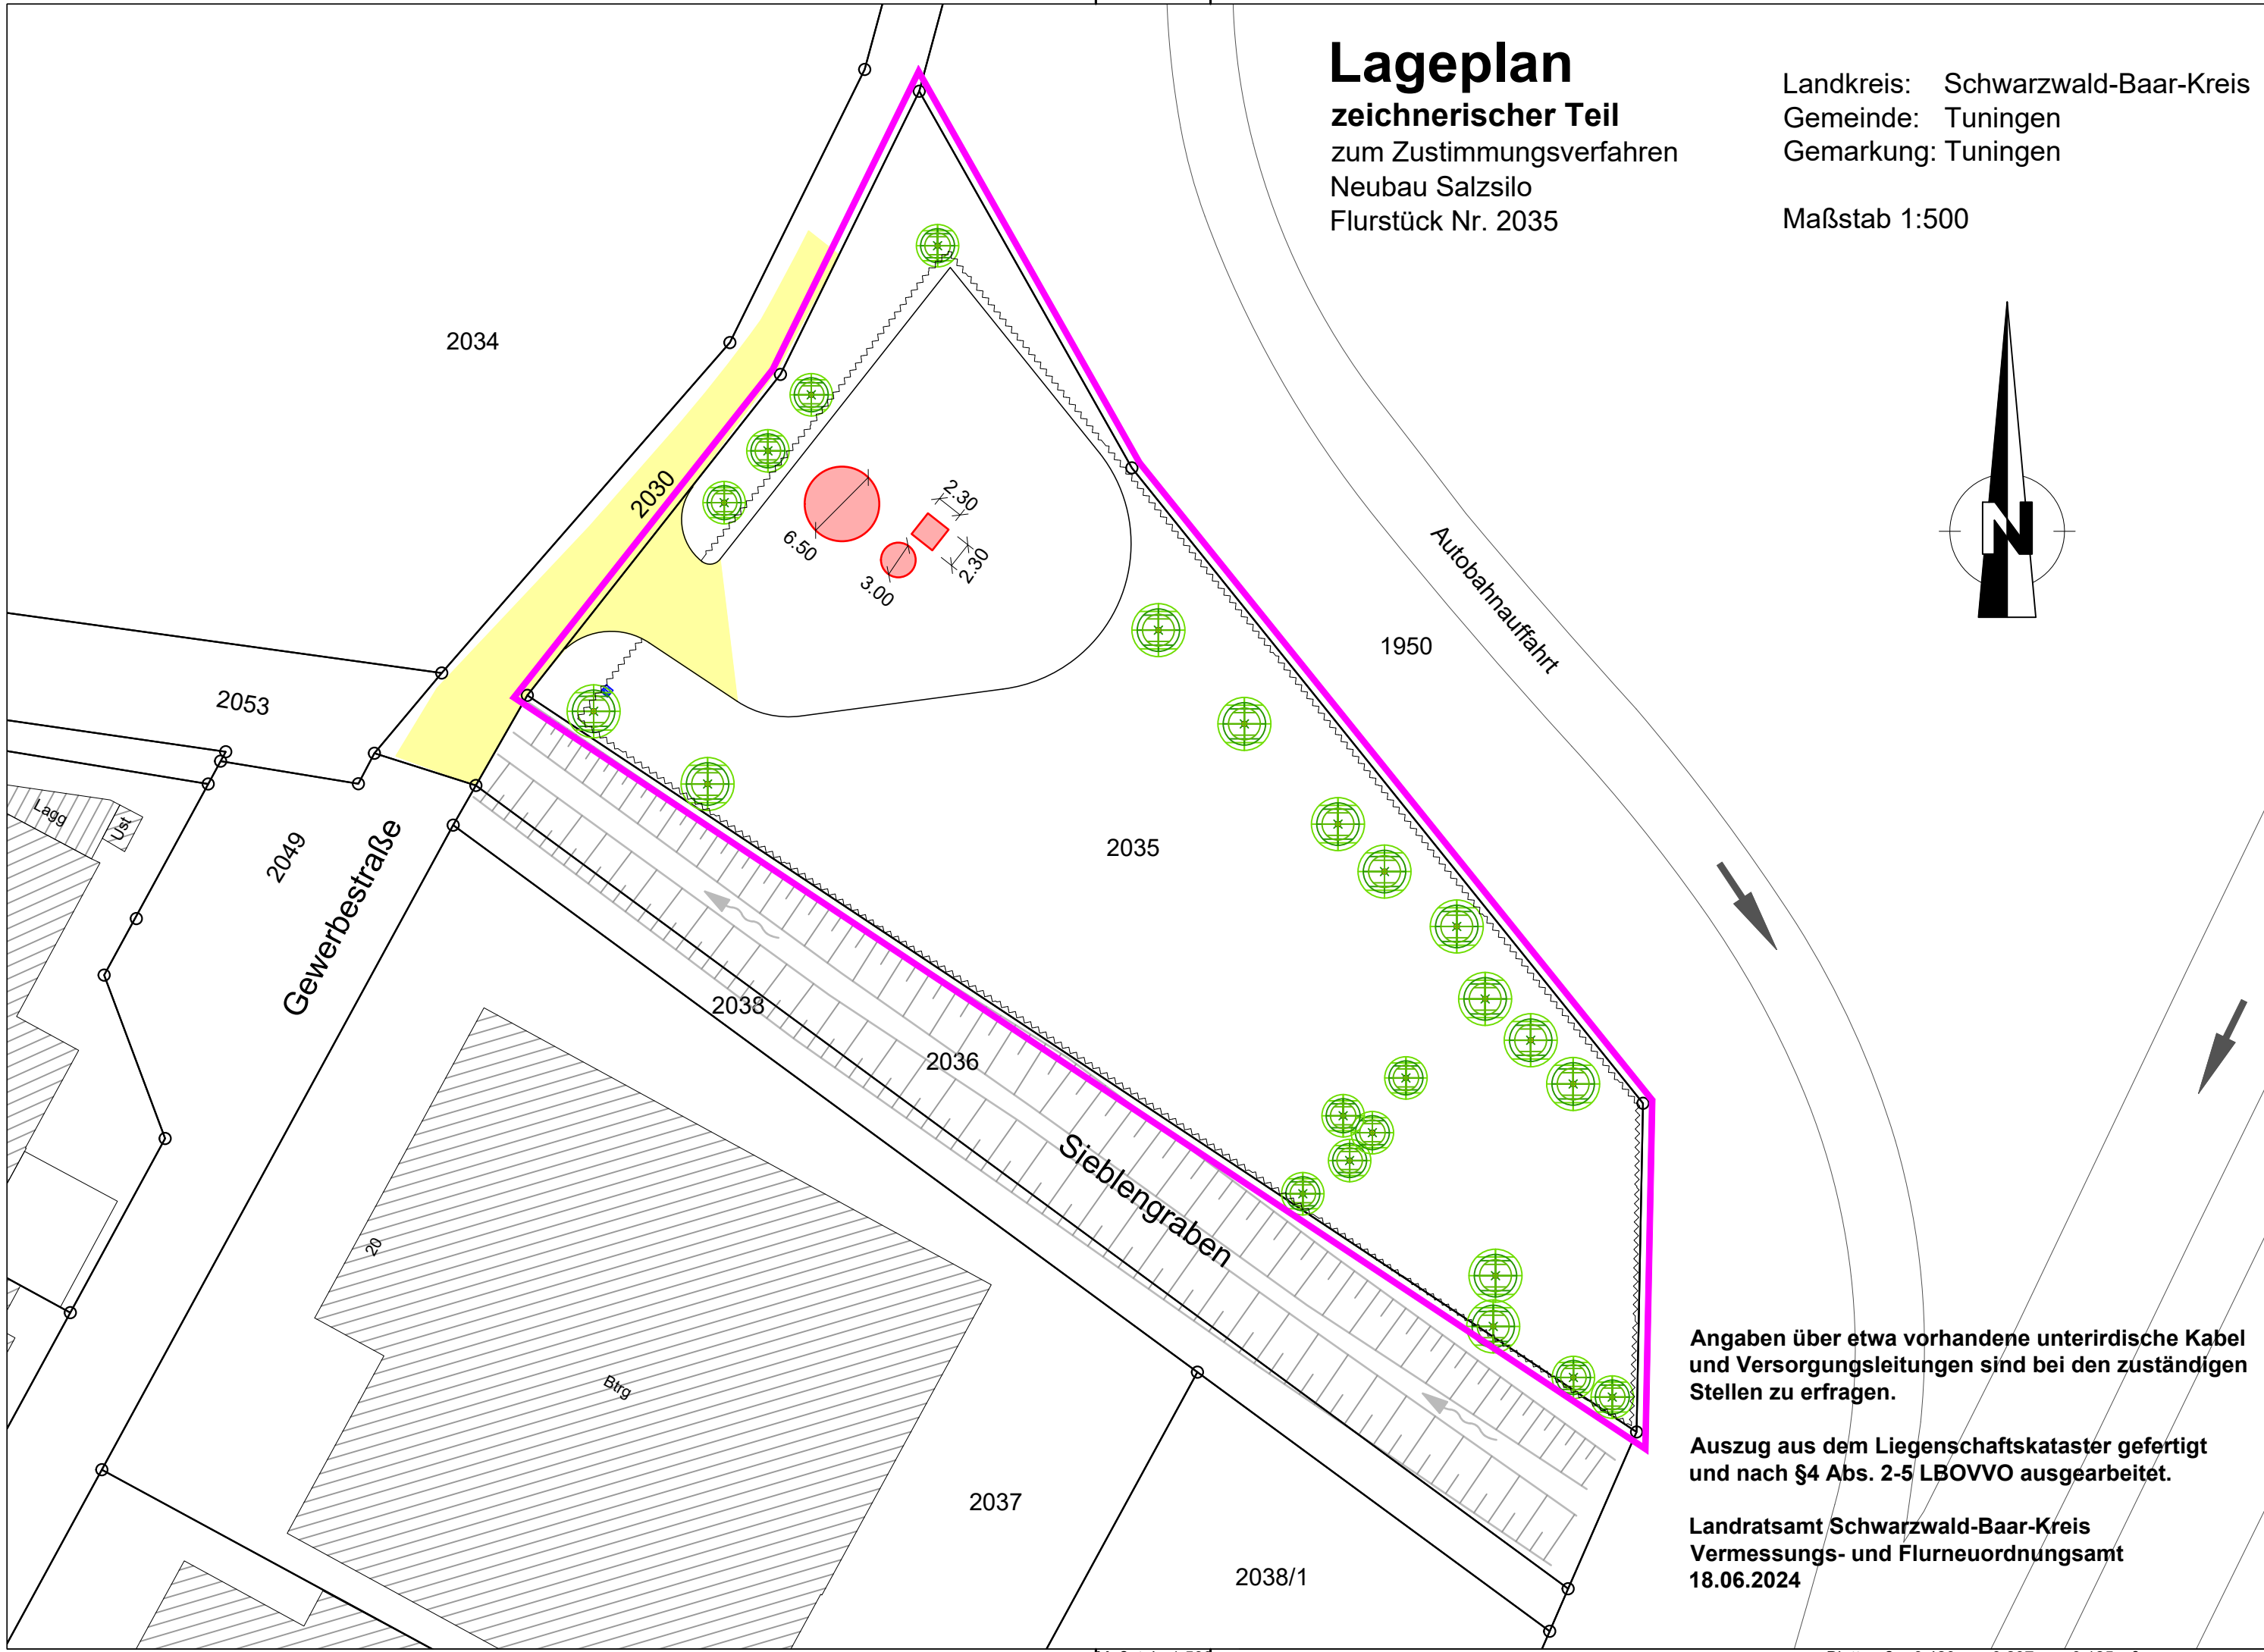 Lageplan
zeichnerischer Teil
zum Zustimmungsverfahren
Neubau Salzsilo
Flurstück Nr. 2035
Landkreis: Schwarzwald-Baar-Kreis
Gemeinde: Tuningen
Gemarkung: Tuningen
Maßstab 1:500
N
2034
2030
2.30
6.50
2.30
3.00
Autobahnauffahrt
1950
2053
Lagg
Ust
2049
Gewerbestraße
2035
2038
2036
Sieblengraben
20
Btrg
2037
2038/1
Angaben über etwa vorhandene unterirdische Kabel
und Versorgungsleitungen sind bei den zuständigen
Stellen zu erfragen.
Auszug aus dem Liegenschaftskataster gefertigt
und nach §4 Abs. 2-5 LBOVVO ausgearbeitet.
Landratsamt Schwarzwald-Baar-Kreis
Vermessungs- und Flurneuordnungsamt
18.06.2024